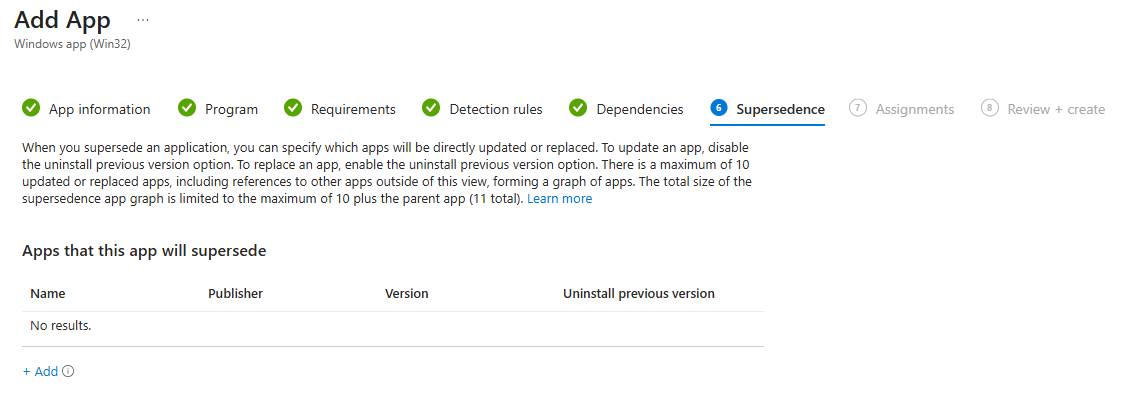 Add App ...
Windows app (Win32)
App information Program Requirements Detection rules Dependencies 6 Supersedence 7 Assignments 8 Review + create
When you supersede an application, you can specify which apps will be directly updated or replaced. To update an app, disable
the uninstall previous version option. To replace an app, enable the uninstall previous version option. There is a maximum of 10
updated or replaced apps, including references to other apps outside of this view, forming a graph of apps. The total size of the
supersedence app graph is limited to the maximum of 10 plus the parent app (11 total). Learn more
Apps that this app will supersede
Name Publisher Version Uninstall previous version
No results.
+ Add